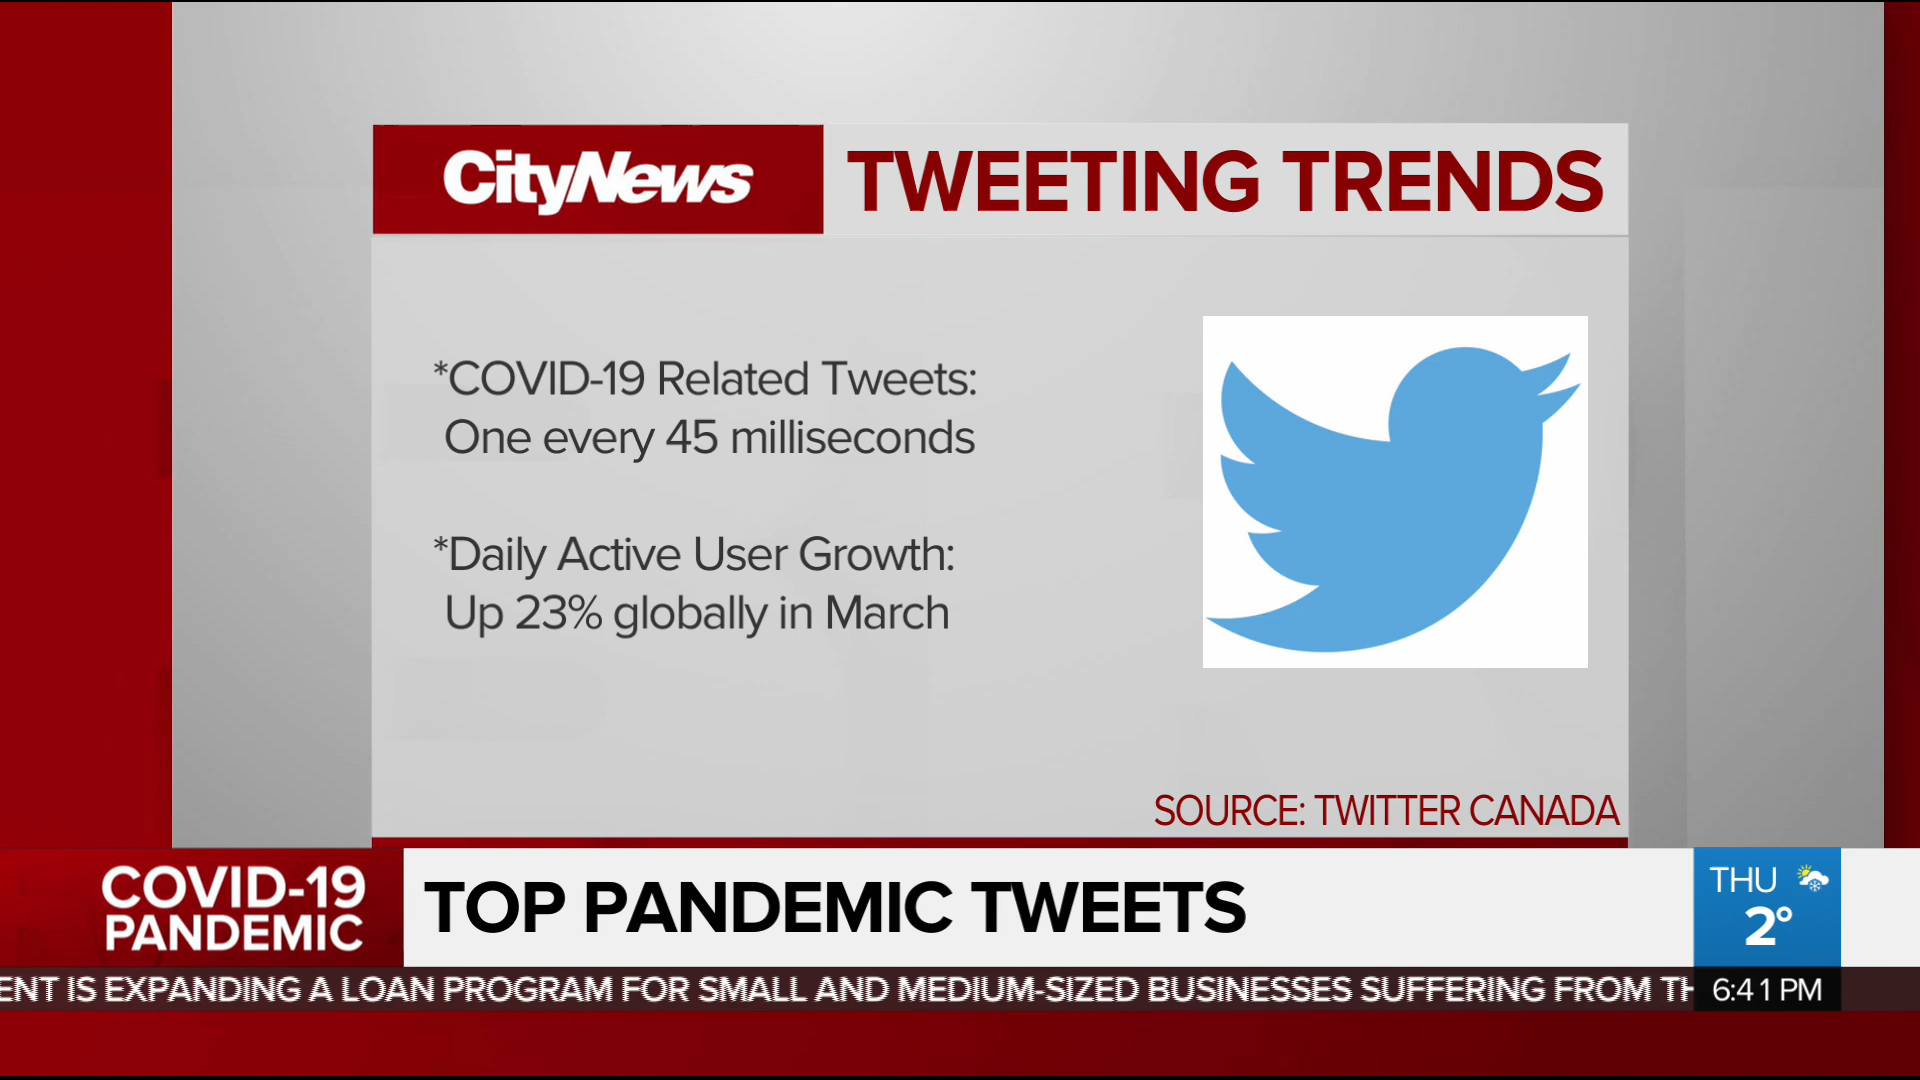 CityNews
TWEETING TRENDS
*COVID-19 Related Tweets:
One every 45 milliseconds
*Daily Active User Growth:
Up 23% globally in March
SOURCE: TWITTER CANADA
COVID-19
PANDEMIC
TOP PANDEMIC TWEETS
THU
2°
IS EXPANDING A LOAN PROGRAM FOR SMALL AND MEDIUM-SIZED BUSINESSES SUFFERING FROM
6:41 PM